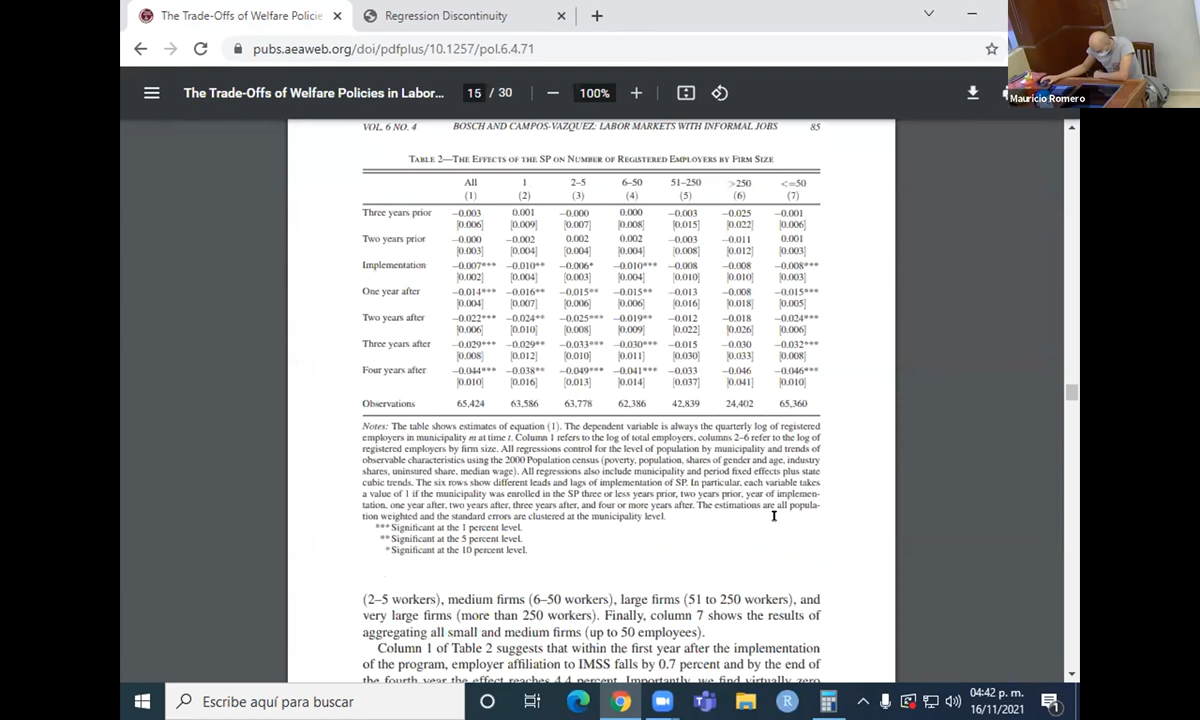 The Trade-Offs of Welfare Policie
Regression Discontinuity
pubs.aeaweb.org/doi/pdfplus/10.1257/pol.6.4.71
The Trade-Offs of Welfare Policies in Labor...
15 / 30
100%
Mauricio Romero
VOL. 6 NO. 4 BOSCH AND CAMPOS-VAZQUEZ: LABOR MARKETS WITH INFORMAL JOBS 85
TABLE 2—THE EFFECTS OF THE SP ON NUMBER OF REGISTERED EMPLOYERS BY FIRM SIZE
All 1 2–5 6–50 51–250 >250 <=50
(1) (2) (3) (4) (5) (6) (7)
Three years prior −0.003 0.001 −0.000 0.000 −0.003 −0.025 −0.001
[0.006] [0.009] [0.007] [0.008] [0.015] [0.022] [0.006]
Two years prior −0.000 −0.002 0.002 0.002 −0.003 −0.011 0.001
[0.003] [0.004] [0.004] [0.004] [0.008] [0.012] [0.003]
Implementation −0.007*** −0.010** −0.006* −0.010*** −0.008 −0.008 −0.008***
[0.002] [0.004] [0.003] [0.004] [0.010] [0.010] [0.003]
One year after −0.014*** −0.016** −0.015** −0.015** −0.013 −0.008 −0.015***
[0.004] [0.007] [0.006] [0.006] [0.016] [0.018] [0.005]
Two years after −0.022*** −0.024** −0.025*** −0.019** −0.012 −0.018 −0.024***
[0.006] [0.010] [0.008] [0.009] [0.022] [0.026] [0.006]
Three years after −0.029*** −0.029** −0.033*** −0.030*** −0.015 −0.030 −0.032***
[0.008] [0.012] [0.010] [0.011] [0.030] [0.033] [0.008]
Four years after −0.044*** −0.038** −0.049*** −0.041*** −0.033 −0.046 −0.046***
[0.010] [0.016] [0.013] [0.014] [0.037] [0.041] [0.010]
Observations 65,424 63,586 63,778 62,386 42,839 24,402 65,360
Notes: The table shows estimates of equation (1). The dependent variable is always the quarterly log of registered
employers in municipality m at time t. Column 1 refers to the log of total employers, columns 2–6 refer to the log of
registered employers by firm size. All regressions control for the level of population by municipality and trends of
observable characteristics using the 2000 Population census (poverty, population, shares of gender and age, industry
shares, uninsured share, median wage). All regressions also include municipality and period fixed effects plus state
cubic trends. The six rows show different leads and lags of implementation of SP. In particular, each variable takes
a value of 1 if the municipality was enrolled in the SP three or less years prior, two years prior, year of implemen-
tation, one year after, two years after, three years after, and four or more years after. The estimations are all popula-
tion weighted and the standard errors are clustered at the municipality level.
*** Significant at the 1 percent level.
** Significant at the 5 percent level.
* Significant at the 10 percent level.
(2–5 workers), medium firms (6–50 workers), large firms (51 to 250 workers), and
very large firms (more than 250 workers). Finally, column 7 shows the results of
aggregating all small and medium firms (up to 50 employees).
Column 1 of Table 2 suggests that within the first year after the implementation
of the program, employer affiliation to IMSS falls by 0.7 percent and by the end of
the fourth year the effect reaches 4.4 percent. Importantly, we find virtually zero
Escribe aquí para buscar
04:42 p. m.
16/11/2021
1